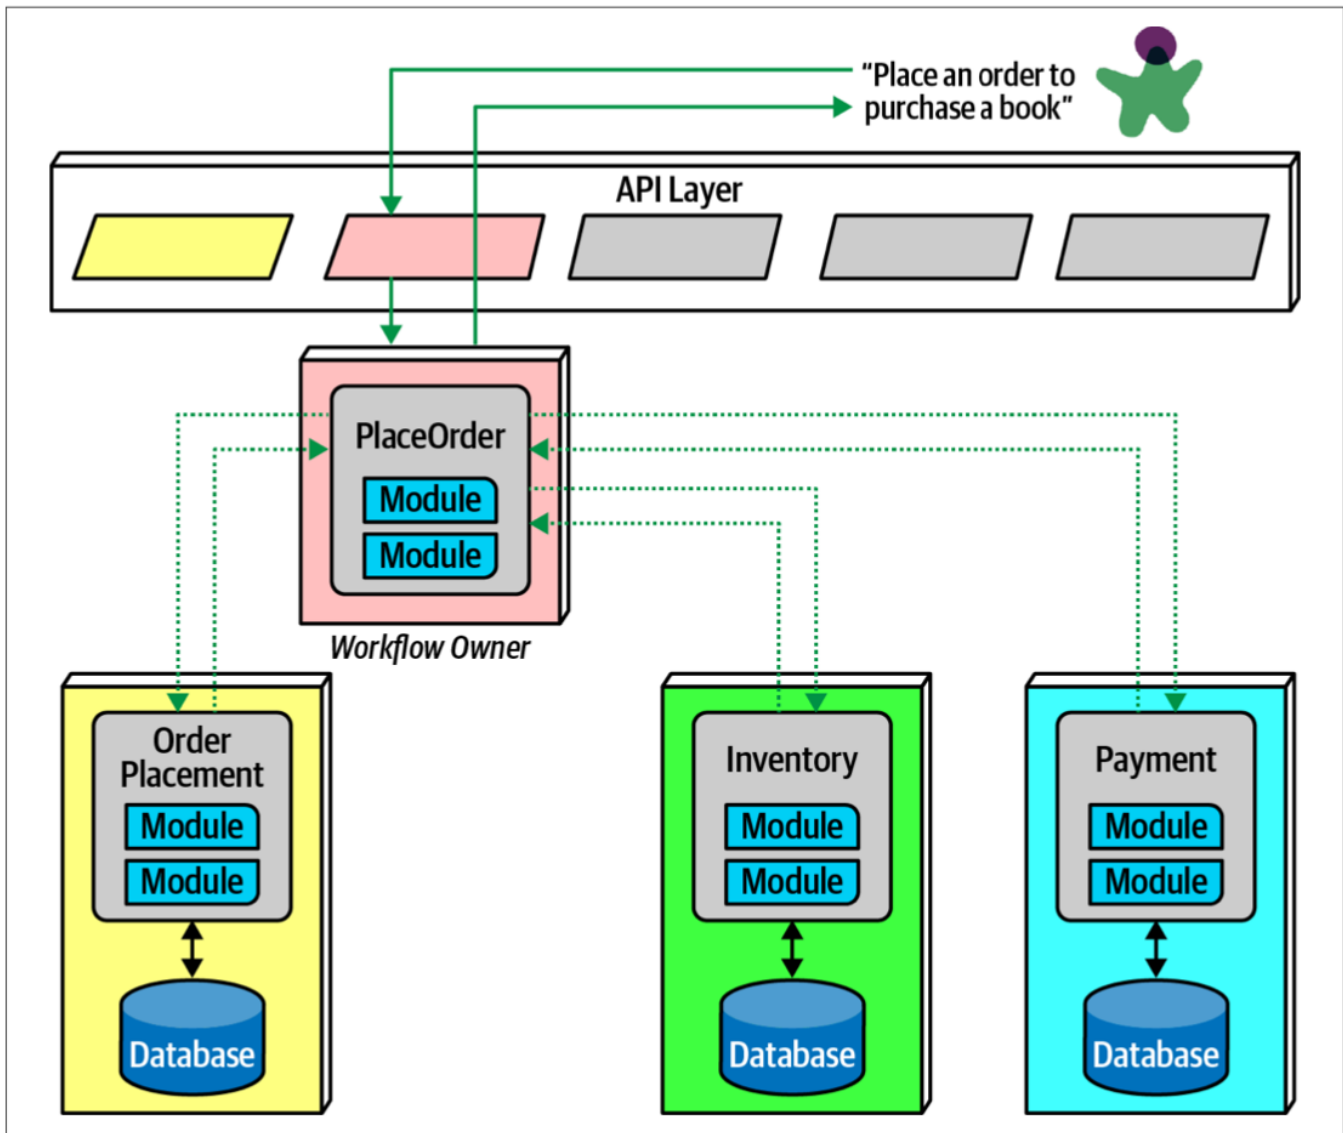 “Place an order to
purchase a book”
API Layer
PlaceOrder
Module
Module
Workflow Owner
Order
Placement
Module
Module
Database
Inventory
Module
Module
Database
Payment
Module
Module
Database